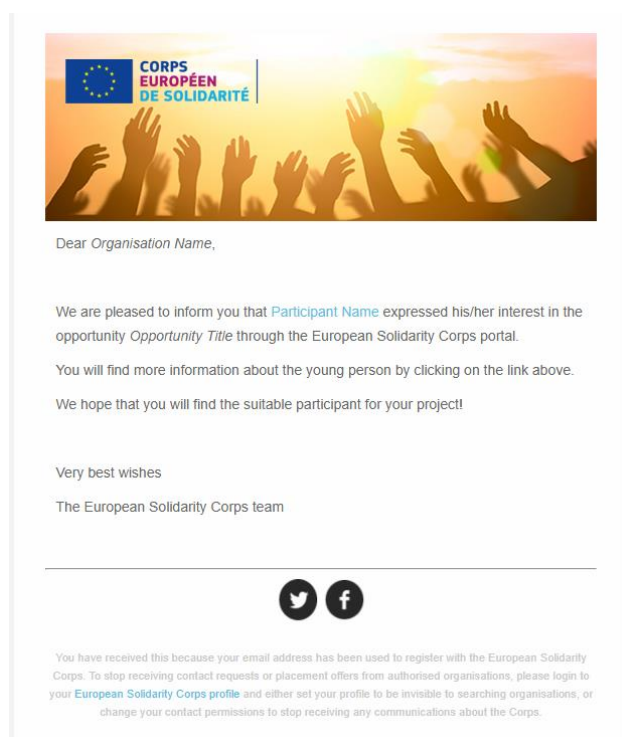 CORPS
EUROPÉEN
DE SOLIDARITÉ
Dear Organisation Name,
We are pleased to inform you that Participant Name expressed his/her interest in the
opportunity Opportunity Title through the European Solidarity Corps portal.
You will find more information about the young person by clicking on the link above.
We hope that you will find the suitable participant for your project!
Very best wishes
The European Solidarity Corps team
You have received this because your email address has been used to register with the European Solidarity
Corps. To stop receiving contact requests or placement offers from authorised organisations, please login to
your European Solidarity Corps profile and either set your profile to be invisible to searching organisations, or
change your contact permissions to stop receiving any communications about the Corps.